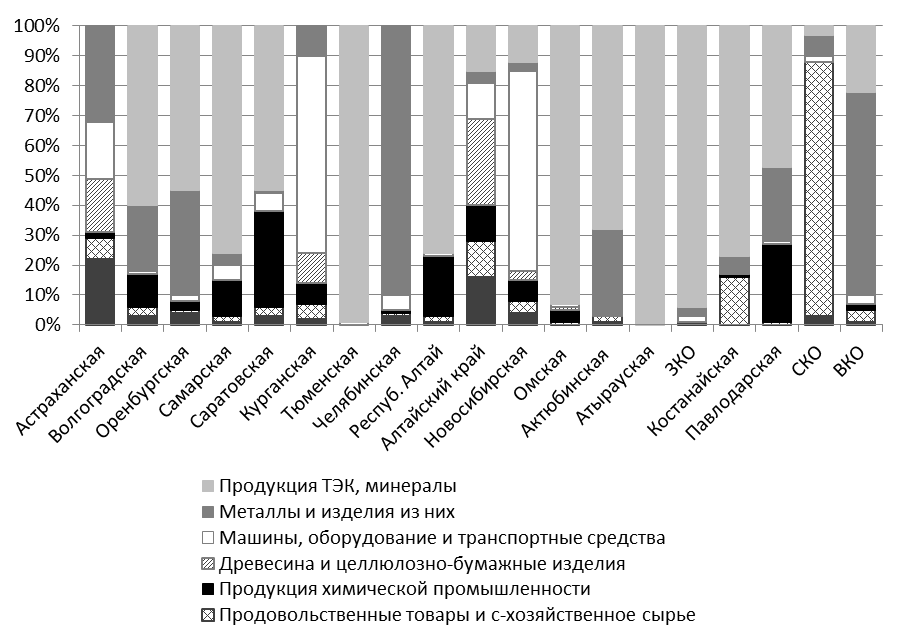 100%
90%
80%
70%
60%
50%
40%
30%
20%
10%
0%
Астраханская
Волгоградская
Оренбургская
Самарская
Саратовская
Курганская
Тюменская
Челябинская
Респуб. Алтай
Алтайский край
Новосибирская
Омская
Актюбинская
Атырауская
ЗКО
Костанайская
Павлодарская
СКО
ВКО
Продукция ТЭК, минералы
Металлы и изделия из них
Машины, оборудование и транспортные средства
Древесина и целлюлозно-бумажные изделия
Продукция химической промышленности
Продовольственные товары и с-хозяйственное сырье